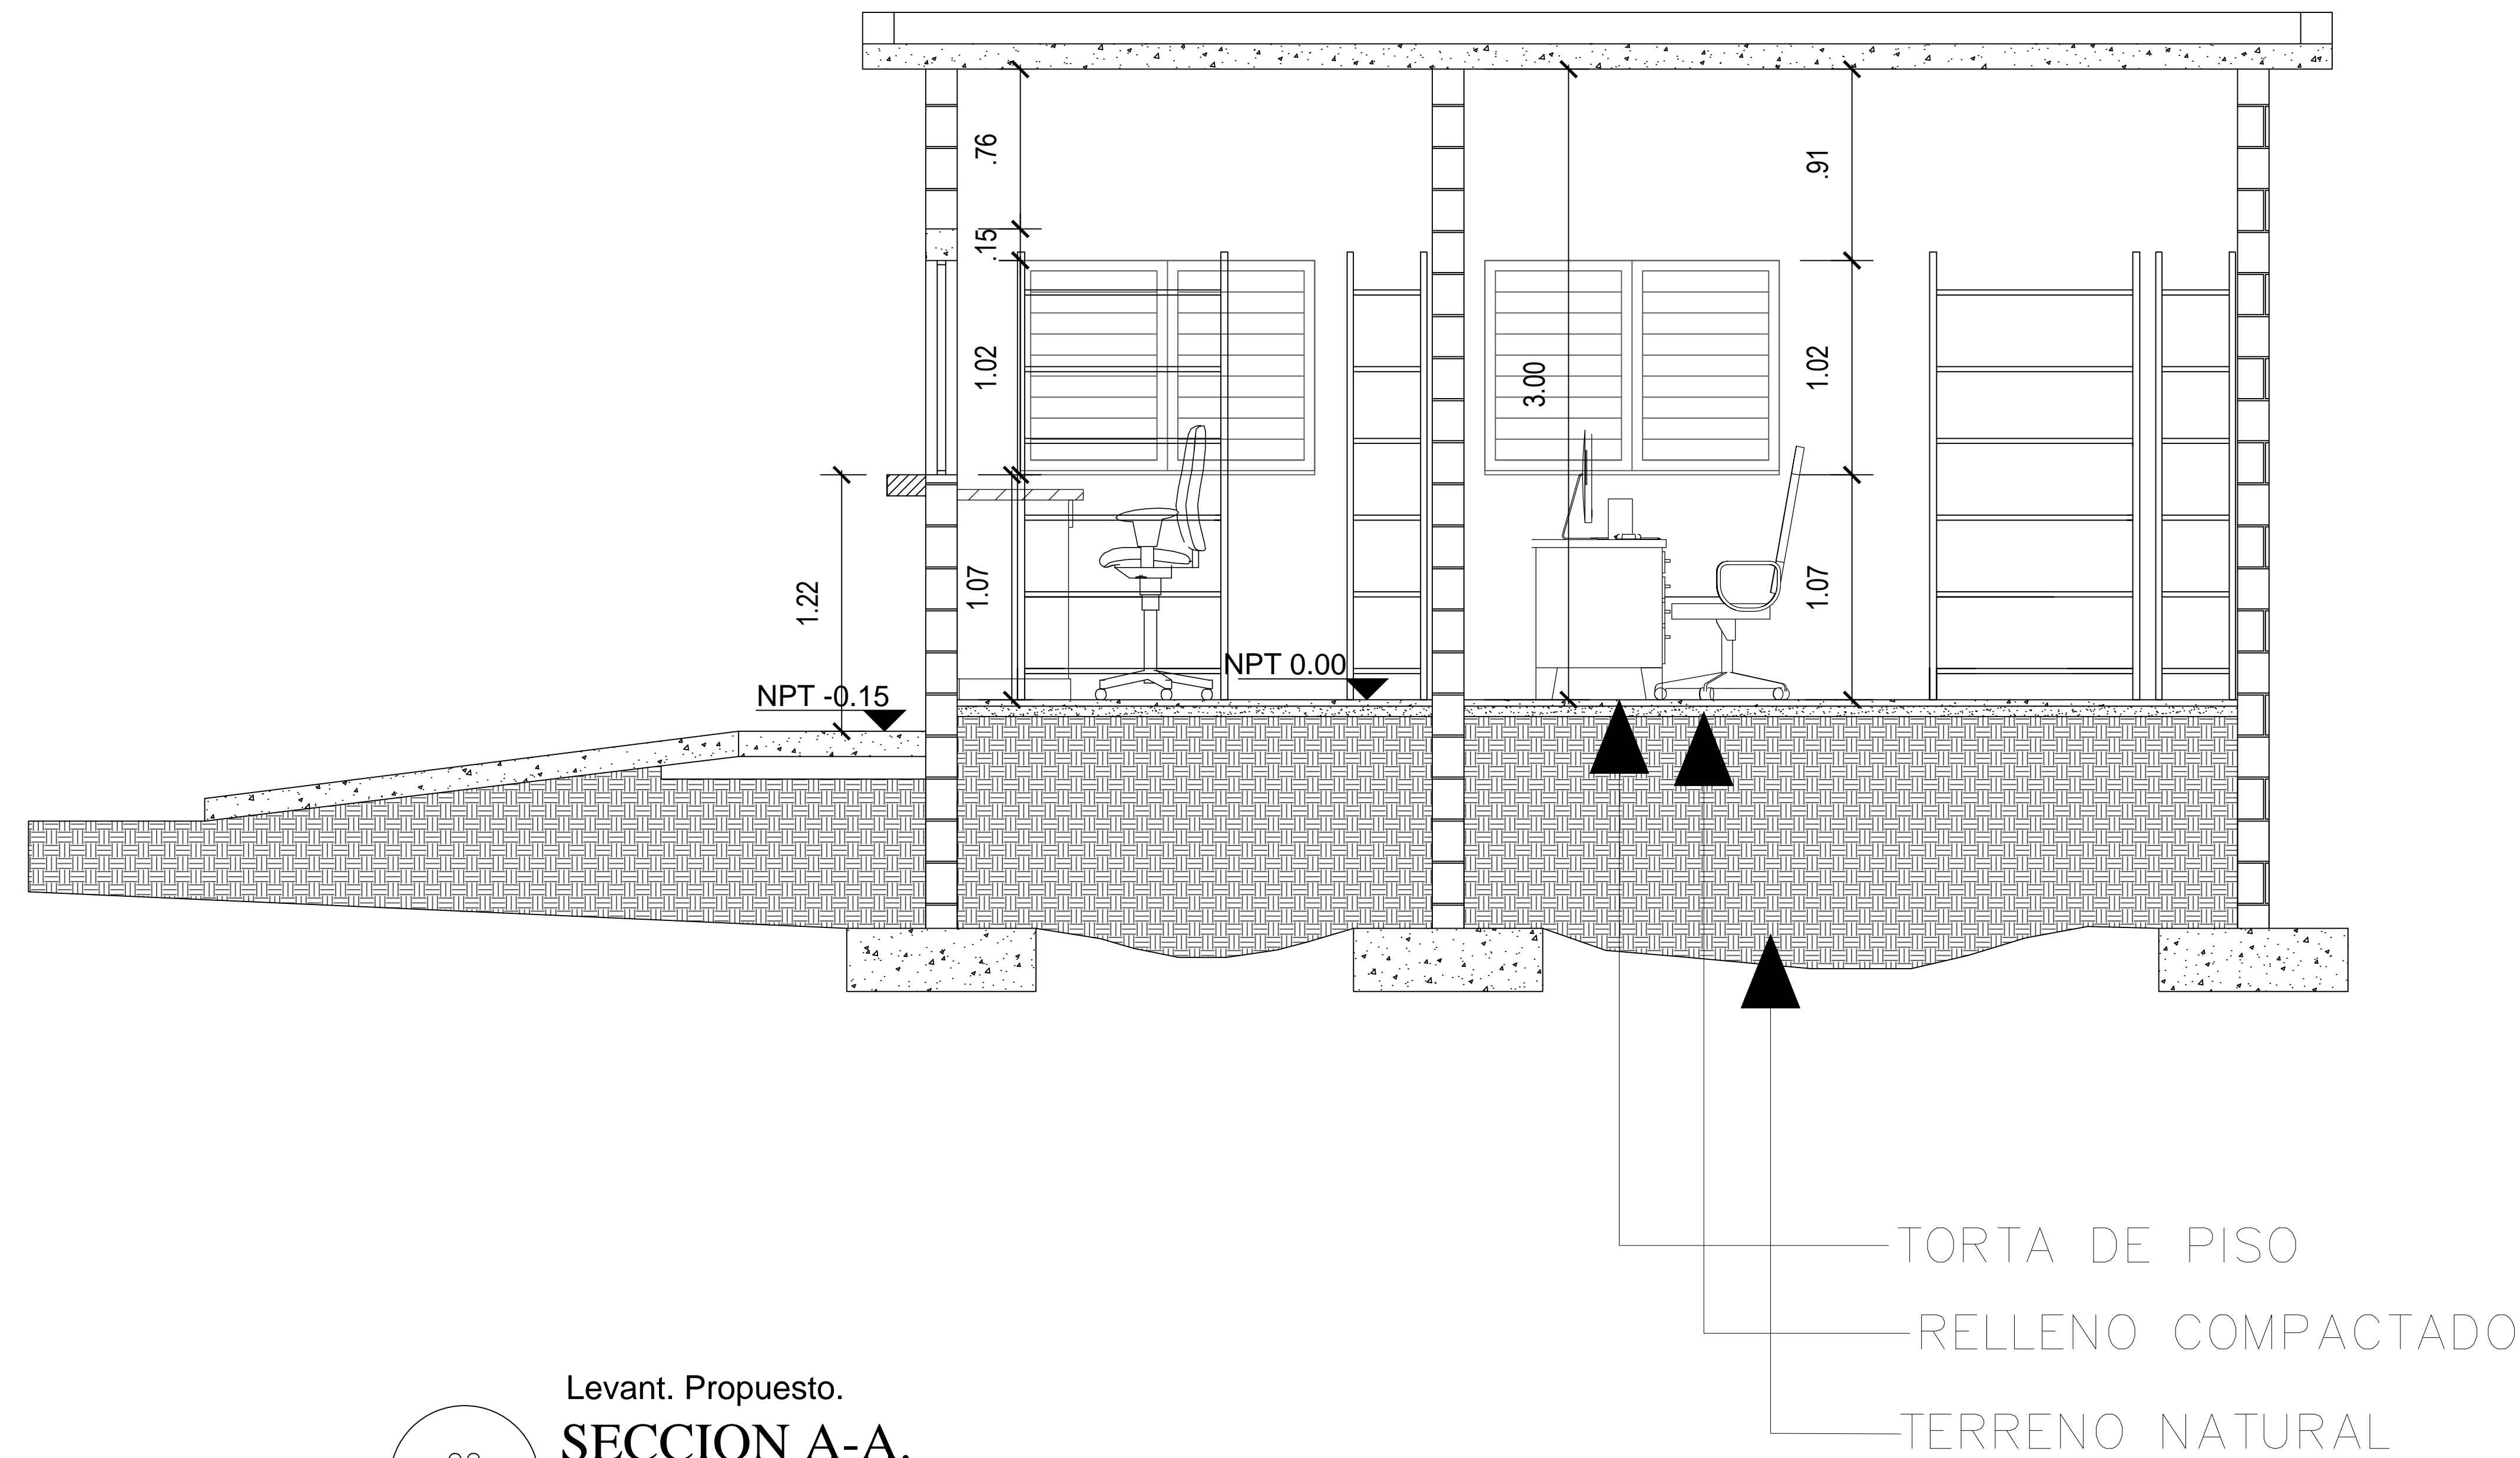 .76
.91
.15
1.02
3.00
1.02
1.22
1.07
1.07
NPT 0.00
NPT -0.15
TORTA DE PISO
RELLENO COMPACTADO
TERRENO NATURAL
Levant. Propuesto.
SECCION A-A.